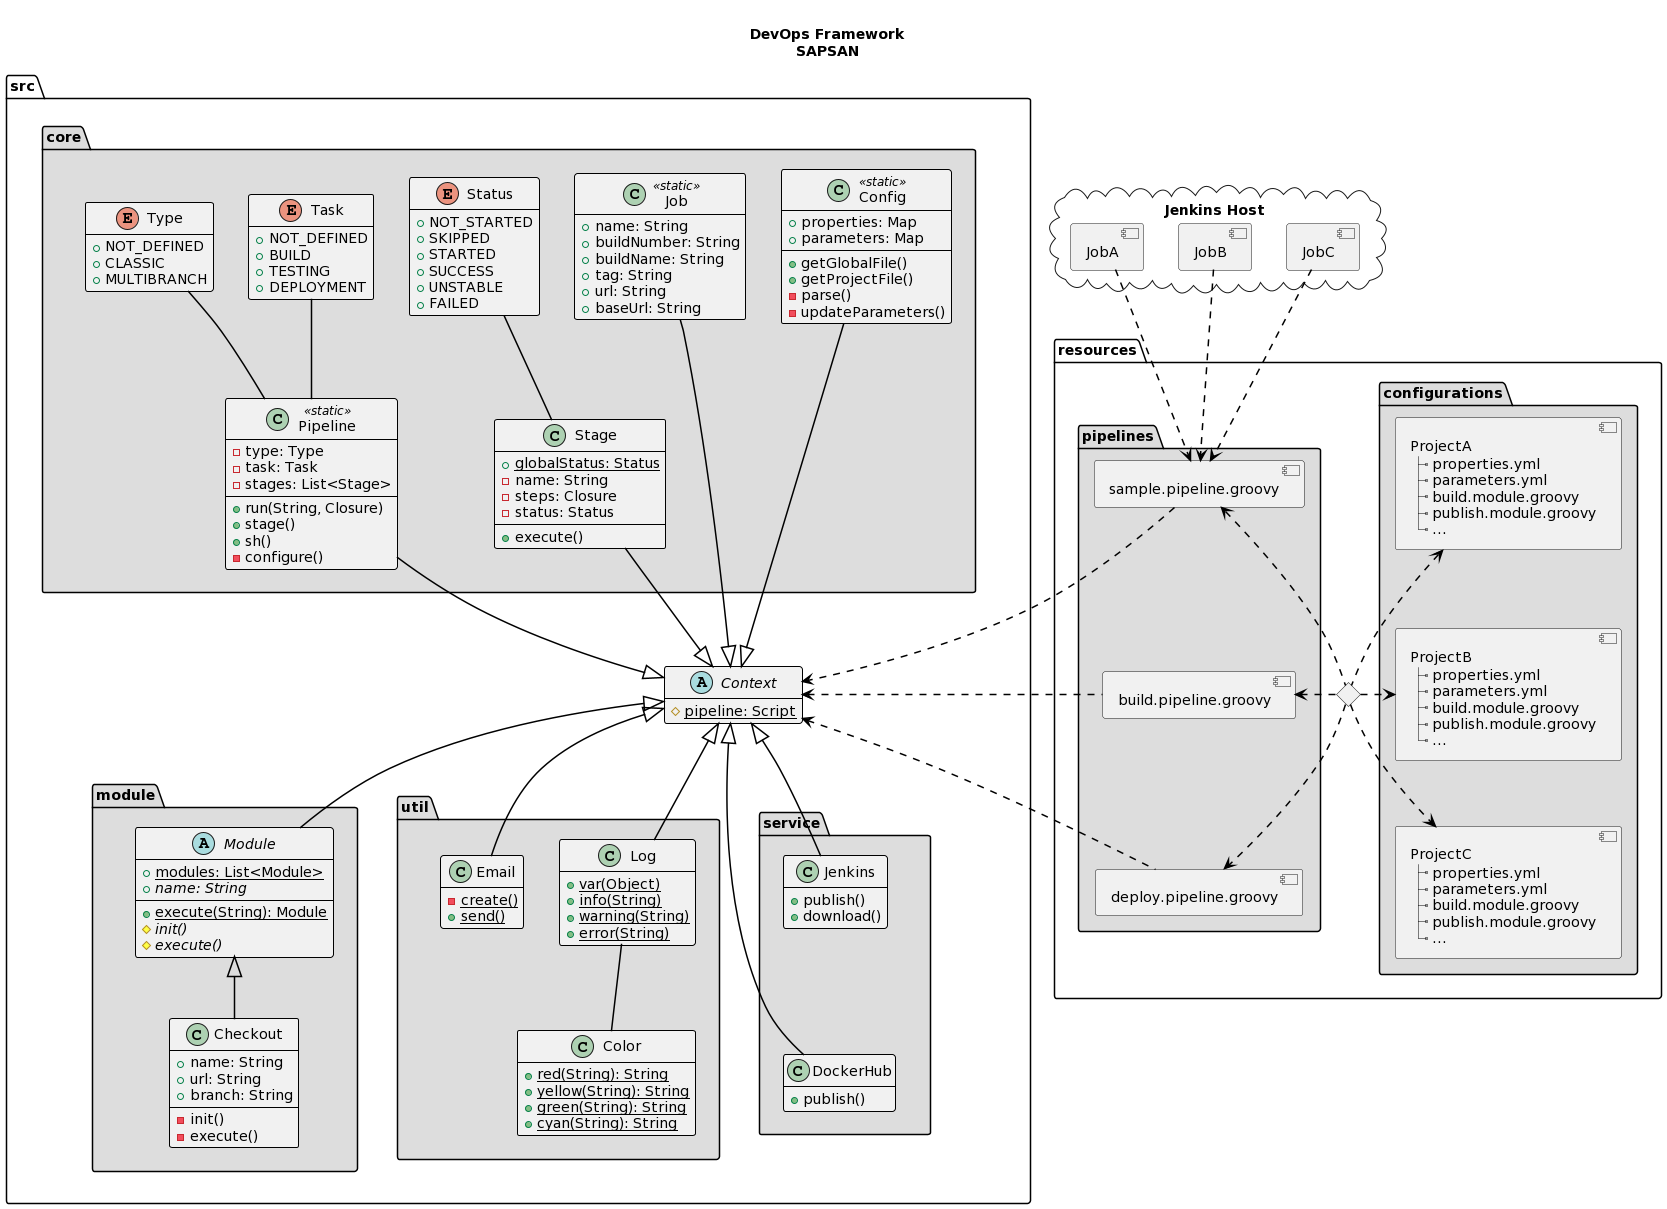 DevOps Framework
SAPSAN
src
core
E Type
NOT_DEFINED
CLASSIC
MULTIBRANCH
E Task
NOT_DEFINED
BUILD
TESTING
DEPLOYMENT
E Status
NOT_STARTED
SKIPPED
STARTED
SUCCESS
UNSTABLE
FAILED
«static»
C Job
name: String
buildNumber: String
buildName: String
tag: String
url: String
baseUrl: String
«static»
C Config
properties: Map
parameters: Map
getGlobalFile()
getProjectFile()
parse()
updateParameters()
«static»
C Pipeline
type: Type
task: Task
stages: List<Stage>
run(String, Closure)
stage()
sh()
configure()
C Stage
globalStatus: Status
name: String
steps: Closure
status: Status
execute()
A Context
pipeline: Script
module
A Module
modules: List<Module>
name: String
execute(String): Module
init()
execute()
C Checkout
name: String
url: String
branch: String
init()
execute()
util
C Email
create()
send()
C Log
var(Object)
info(String)
warning(String)
error(String)
C Color
red(String): String
yellow(String): String
green(String): String
cyan(String): String
service
C Jenkins
publish()
download()
C DockerHub
publish()
Jenkins Host
JobA
JobB
JobC
resources
pipelines
sample.pipeline.groovy
build.pipeline.groovy
deploy.pipeline.groovy
configurations
ProjectA
properties.yml
parameters.yml
build.module.groovy
publish.module.groovy
...
ProjectB
properties.yml
parameters.yml
build.module.groovy
publish.module.groovy
...
ProjectC
properties.yml
parameters.yml
build.module.groovy
publish.module.groovy
...